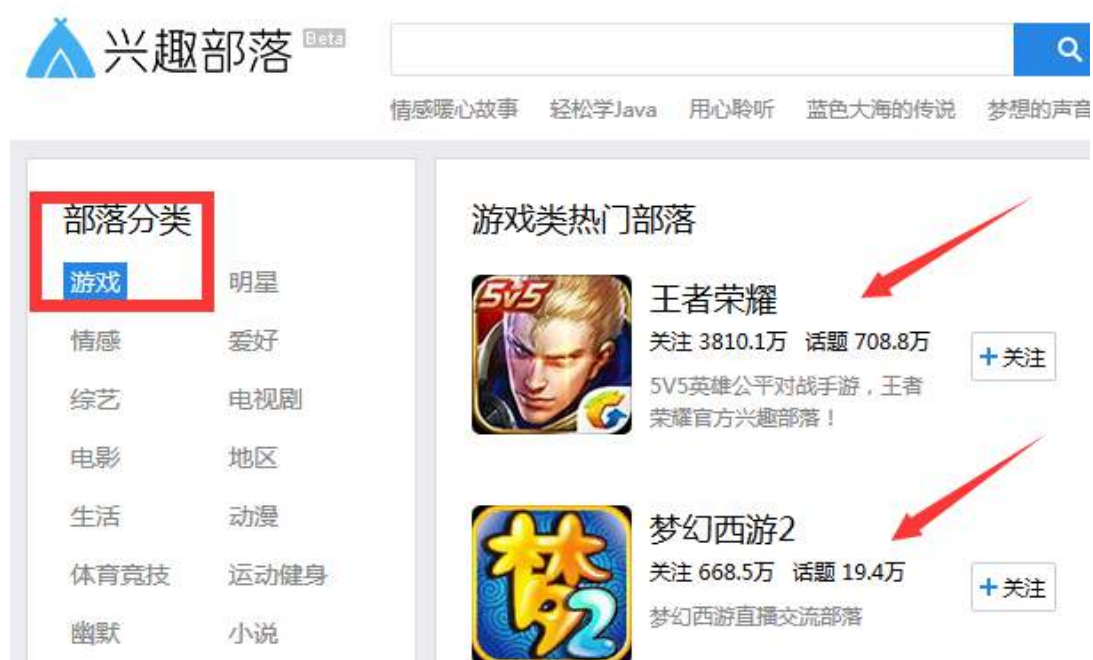 兴趣部落 Beta
情感暖心故事 轻松学Java 用心聆听 蓝色大海的传说 梦想的声音
部落分类
游戏 明星
情感 爱好
综艺 电视剧
电影 地区
生活 动漫
体育竞技 运动健身
幽默 小说
游戏类热门部落
5v5
王者荣耀
关注 3810.1万 话题 708.8万
+关注
5V5英雄公平对战手游，王者
荣耀官方兴趣部落！
梦2
梦幻西游2
关注 668.5万 话题 19.4万
+关注
梦幻西游直播交流部落